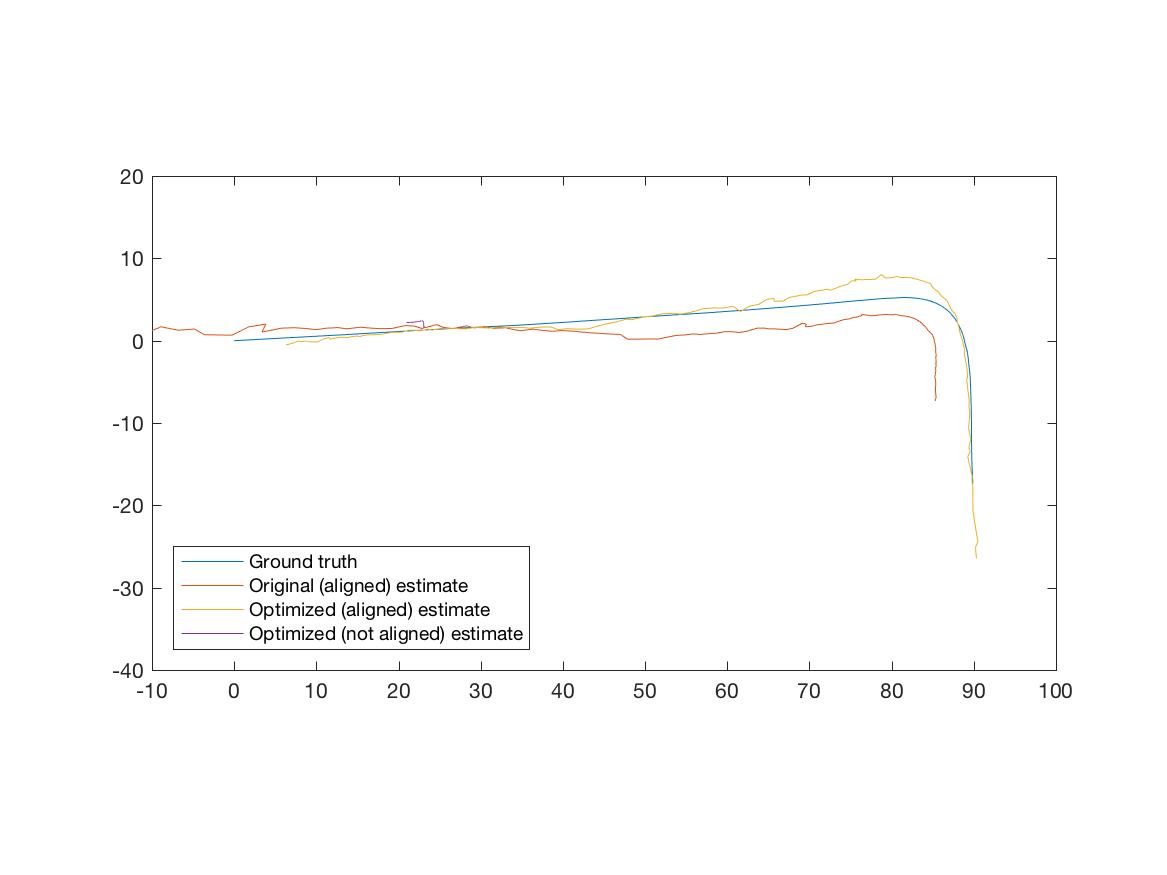 20
10
0
-10
-20
-30
-40
Ground truth
Original (aligned) estimate
Optimized (aligned) estimate
Optimized (not aligned) estimate
-10 0 10 20 30 40 50 60 70 80 90 100